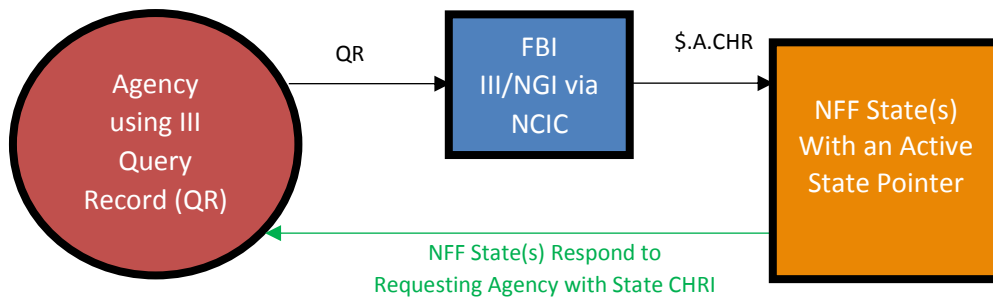 Agency
using III
Query
Record (QR)
QR
FBI
III/NGI via
NCIC
$.A.CHR
NFF State(s)
With an Active
State Pointer
NFF State(s) Respond to
Requesting Agency with State CHRI